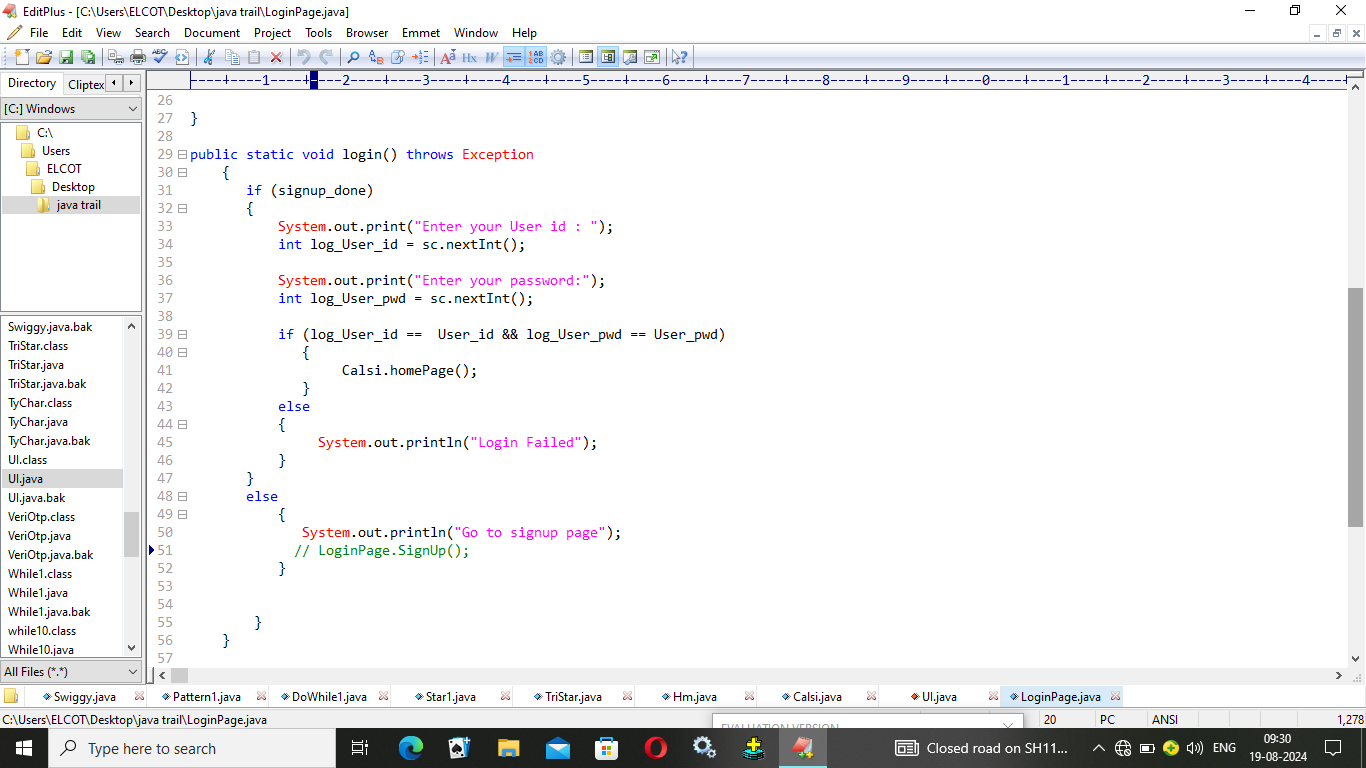 EditPlus - [C:\Users\ELCOT\Desktop\java trail\LoginPage.java]
File Edit View Search Document Project Tools Browser Emmet Window Help
Directory Cliptex
[C:] Windows
C:\
Users
ELCOT
Desktop
java trail
Swiggy.java.bak
TriStar.class
TriStar.java
TriStar.java.bak
TyChar.class
TyChar.java
TyChar.java.bak
UI.class
UI.java
UI.java.bak
VeriOtp.class
VeriOtp.java
VeriOtp.java.bak
While1.class
While1.java
While1.java.bak
while10.class
While10.java
All Files (*.*)
----+----1----+----2----+----3----+----4----+----5----+----6----+----7----+----8----+----9----+----0----+----1----+----2----+----3----+----4----+
26
27 }
28
29 public static void login() throws Exception
30 {
31 if (signup_done)
32 {
33 System.out.print("Enter your User id : ");
34 int log_User_id = sc.nextInt();
35
36 System.out.print("Enter your password:");
37 int log_User_pwd = sc.nextInt();
38
39 if (log_User_id ==  User_id && log_User_pwd == User_pwd)
40 {
41 Calsi.homePage();
42 }
43 else
44 {
45 System.out.println("Login Failed");
46 }
47 }
48 else
49 {
50 System.out.println("Go to signup page");
51 // LoginPage.SignUp();
52 }
53
54
55 }
56 }
57
Swiggy.java Pattern1.java DoWhile1.java Star1.java TriStar.java Hm.java Calsi.java UI.java LoginPage.java
C:\Users\ELCOT\Desktop\java trail\LoginPage.java 20 PC ANSI 1,278
EVALUATION VERSION
Type here to search
Closed road on SH11...
ENG
09:30
19-08-2024